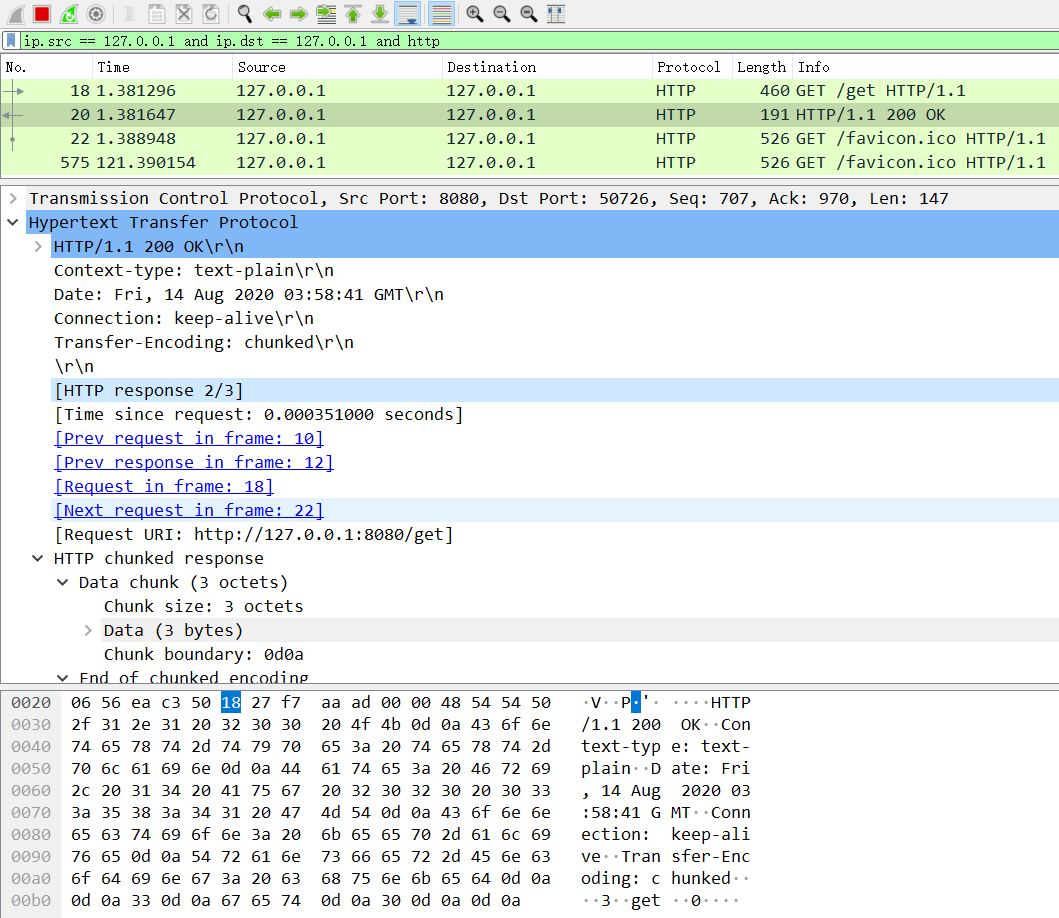 ip.src == 127.0.0.1 and ip.dst == 127.0.0.1 and http
No. Time Source Destination Protocol Length Info
18 1.381296 127.0.0.1 127.0.0.1 HTTP 460 GET /get HTTP/1.1
20 1.381647 127.0.0.1 127.0.0.1 HTTP 191 HTTP/1.1 200 OK
22 1.388948 127.0.0.1 127.0.0.1 HTTP 526 GET /favicon.ico HTTP/1.1
575 121.390154 127.0.0.1 127.0.0.1 HTTP 526 GET /favicon.ico HTTP/1.1
Transmission Control Protocol, Src Port: 8080, Dst Port: 50726, Seq: 707, Ack: 970, Len: 147
Hypertext Transfer Protocol
HTTP/1.1 200 OK\r\n
Context-type: text-plain\r\n
Date: Fri, 14 Aug 2020 03:58:41 GMT\r\n
Connection: keep-alive\r\n
Transfer-Encoding: chunked\r\n
\r\n
[HTTP response 2/3]
[Time since request: 0.000351000 seconds]
[Prev request in frame: 10]
[Prev response in frame: 12]
[Request in frame: 18]
[Next request in frame: 22]
[Request URI: http://127.0.0.1:8080/get]
HTTP chunked response
Data chunk (3 octets)
Chunk size: 3 octets
Data (3 bytes)
Chunk boundary: 0d0a
End of chunked encoding
0020 06 56 ea c3 50 18 27 f7 aa ad 00 00 48 54 54 50 ·V··P·'· ····HTTP
0030 2f 31 2e 31 20 32 30 30 20 4f 4b 0d 0a 43 6f 6e /1.1 200 OK··Con
0040 74 65 78 74 2d 74 79 70 65 3a 20 74 65 78 74 2d text-typ e: text-
0050 70 6c 61 69 6e 0d 0a 44 61 74 65 3a 20 46 72 69 plain··D ate: Fri
0060 2c 20 31 34 20 41 75 67 20 32 30 32 30 20 30 33 , 14 Aug 2020 03
0070 3a 35 38 3a 34 31 20 47 4d 54 0d 0a 43 6f 6e 6e :58:41 G MT··Conn
0080 65 63 74 69 6f 6e 3a 20 6b 65 65 70 2d 61 6c 69 ection: keep-ali
0090 76 65 0d 0a 54 72 61 6e 73 66 65 72 2d 45 6e 63 ve··Tran sfer-Enc
00a0 6f 64 69 6e 67 3a 20 63 68 75 6e 6b 65 64 0d 0a oding: c hunked··
00b0 0d 0a 33 0d 0a 67 65 74 0d 0a 30 0d 0a 0d 0a ··3··get ··0····